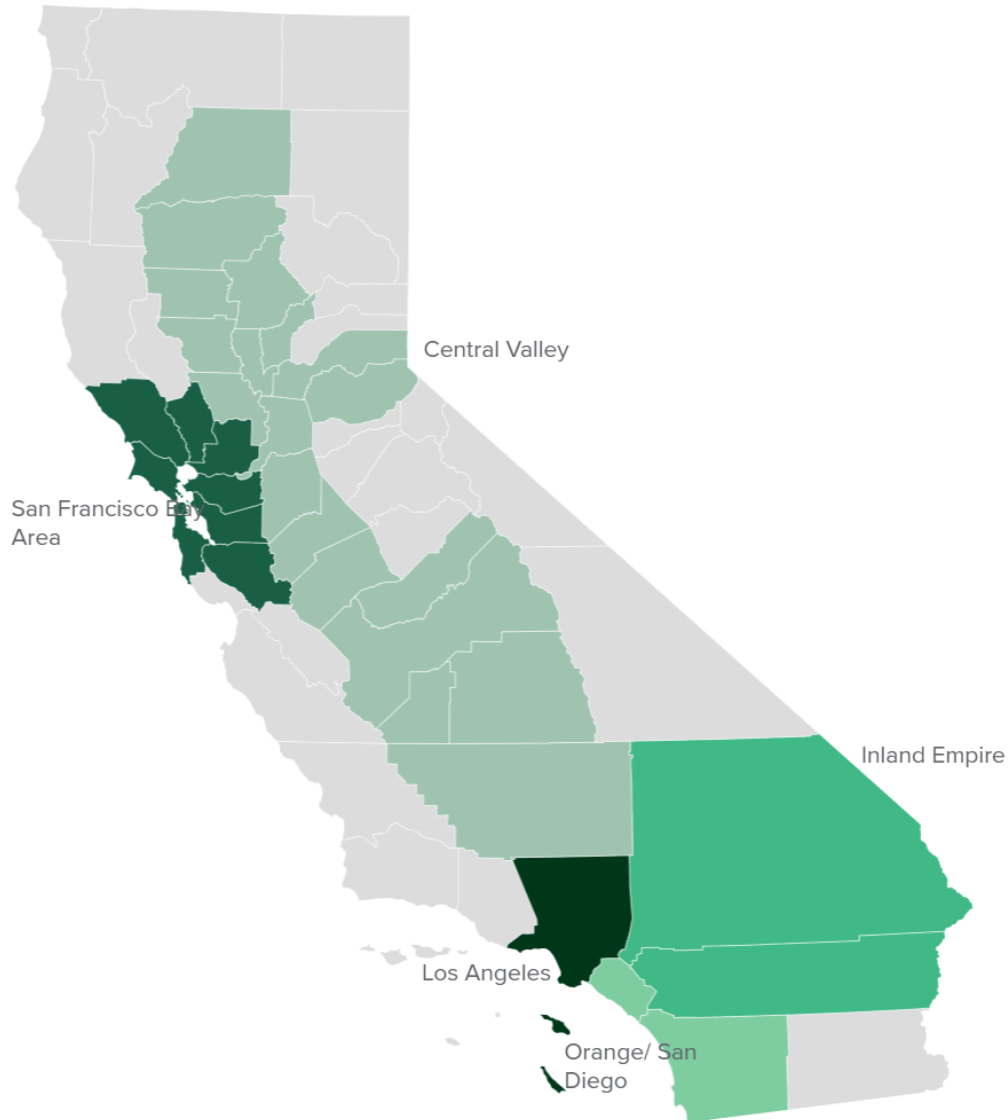 Central Valley
San Francisco Bay
Area
Inland Empire
Los Angeles
Orange/ San
Diego